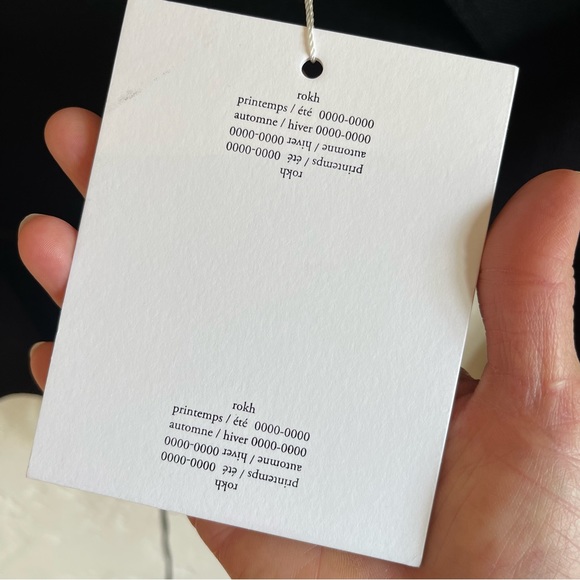 rokh
printemps / été 0000-0000
automne / hiver 0000-0000
automne / hiver 0000-0000
printemps / été 0000-0000
rokh
rokh
printemps / été 0000-0000
automne / hiver 0000-0000
automne / hiver 0000-0000
printemps / été 0000-0000
rokh